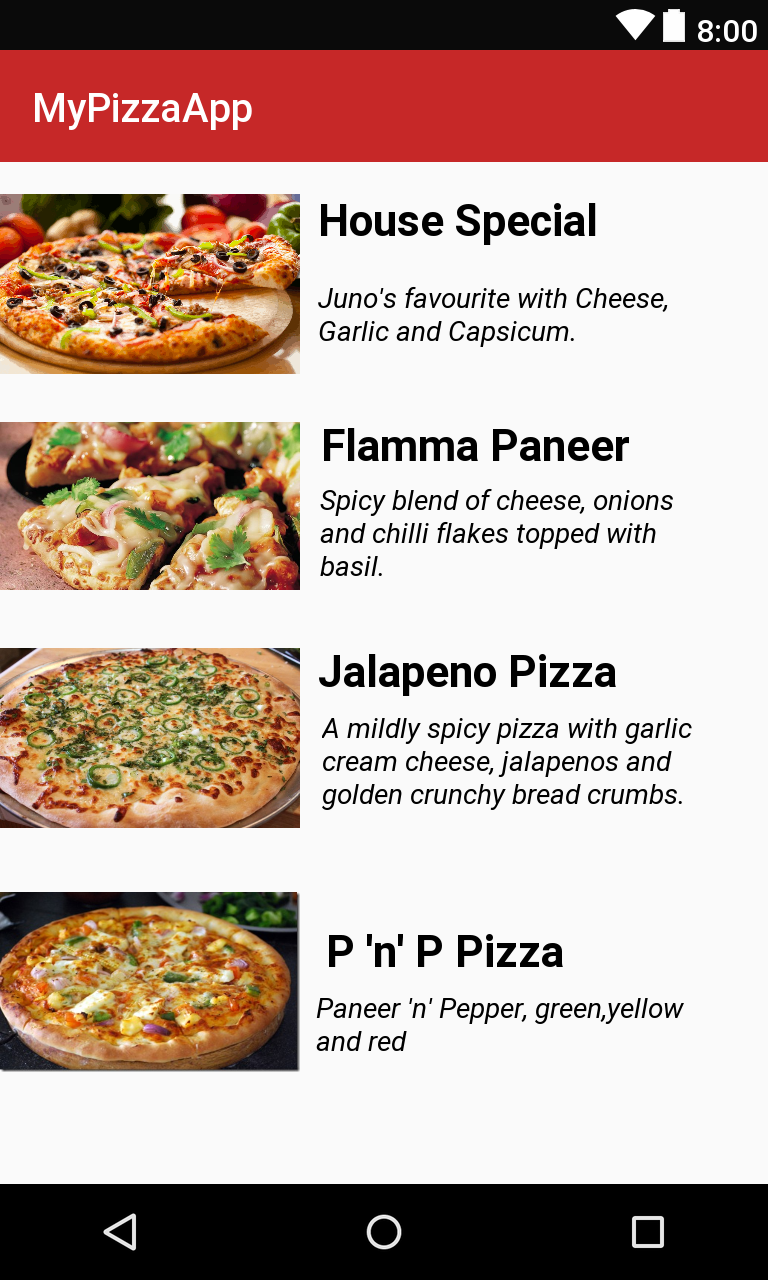 8:00
MyPizzaApp
House Special
Juno's favourite with Cheese,
Garlic and Capsicum.
Flamma Paneer
Spicy blend of cheese, onions
and chilli flakes topped with
basil.
Jalapeno Pizza
A mildly spicy pizza with garlic
cream cheese, jalapenos and
golden crunchy bread crumbs.
P 'n' P Pizza
Paneer 'n' Pepper, green,yellow
and red